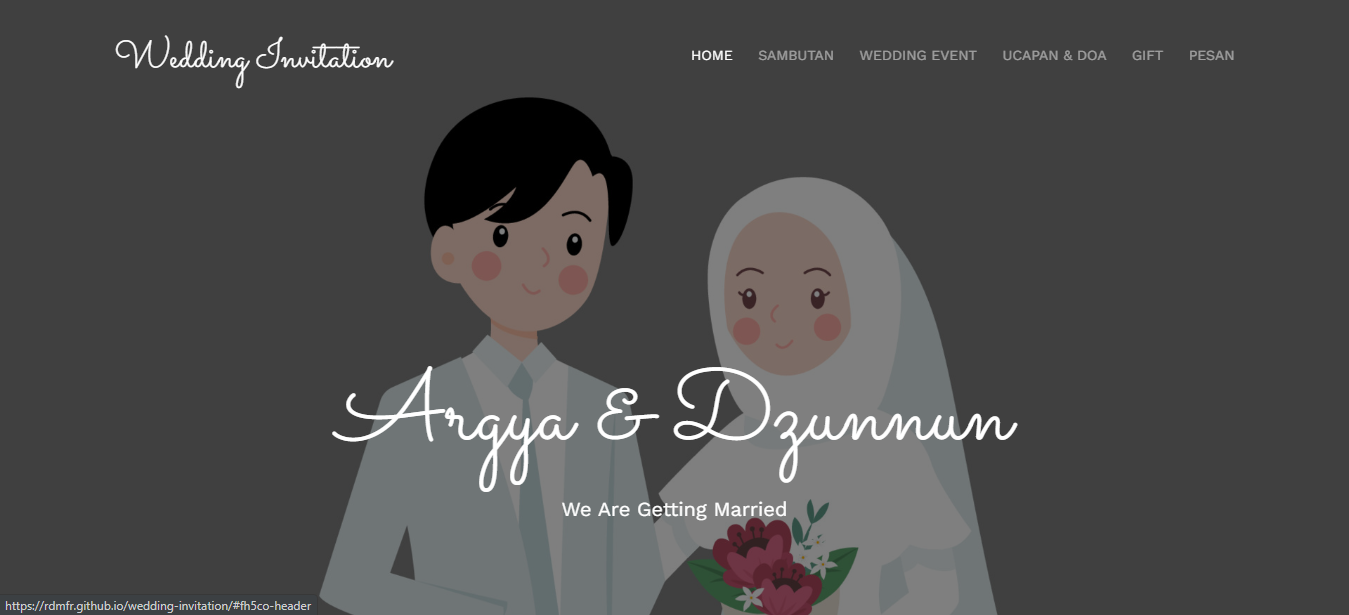 Wedding Invitation
HOME SAMBUTAN WEDDING EVENT UCAPAN & DOA GIFT PESAN
Argya & Dzunnun
We Are Getting Married
https://rdmfr.github.io/wedding-invitation/#fh5co-header